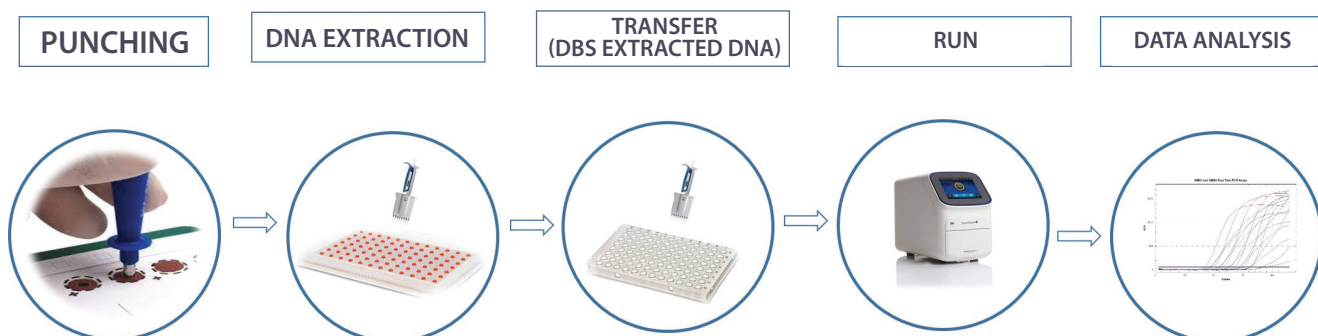 PUNCHING
DNA EXTRACTION
TRANSFER
(DBS EXTRACTED DNA)
RUN
DATA ANALYSIS